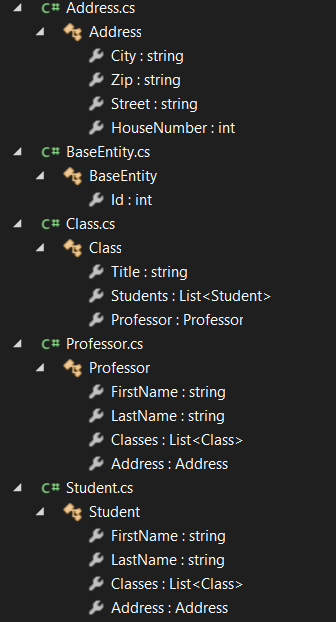 C# Address.cs
Address
City : string
Zip : string
Street : string
HouseNumber : int
C# BaseEntity.cs
BaseEntity
Id : int
C# Class.cs
Class
Title : string
Students : List<Student>
Professor : Professor
C# Professor.cs
Professor
FirstName : string
LastName : string
Classes : List<Class>
Address : Address
C# Student.cs
Student
FirstName : string
LastName : string
Classes : List<Class>
Address : Address